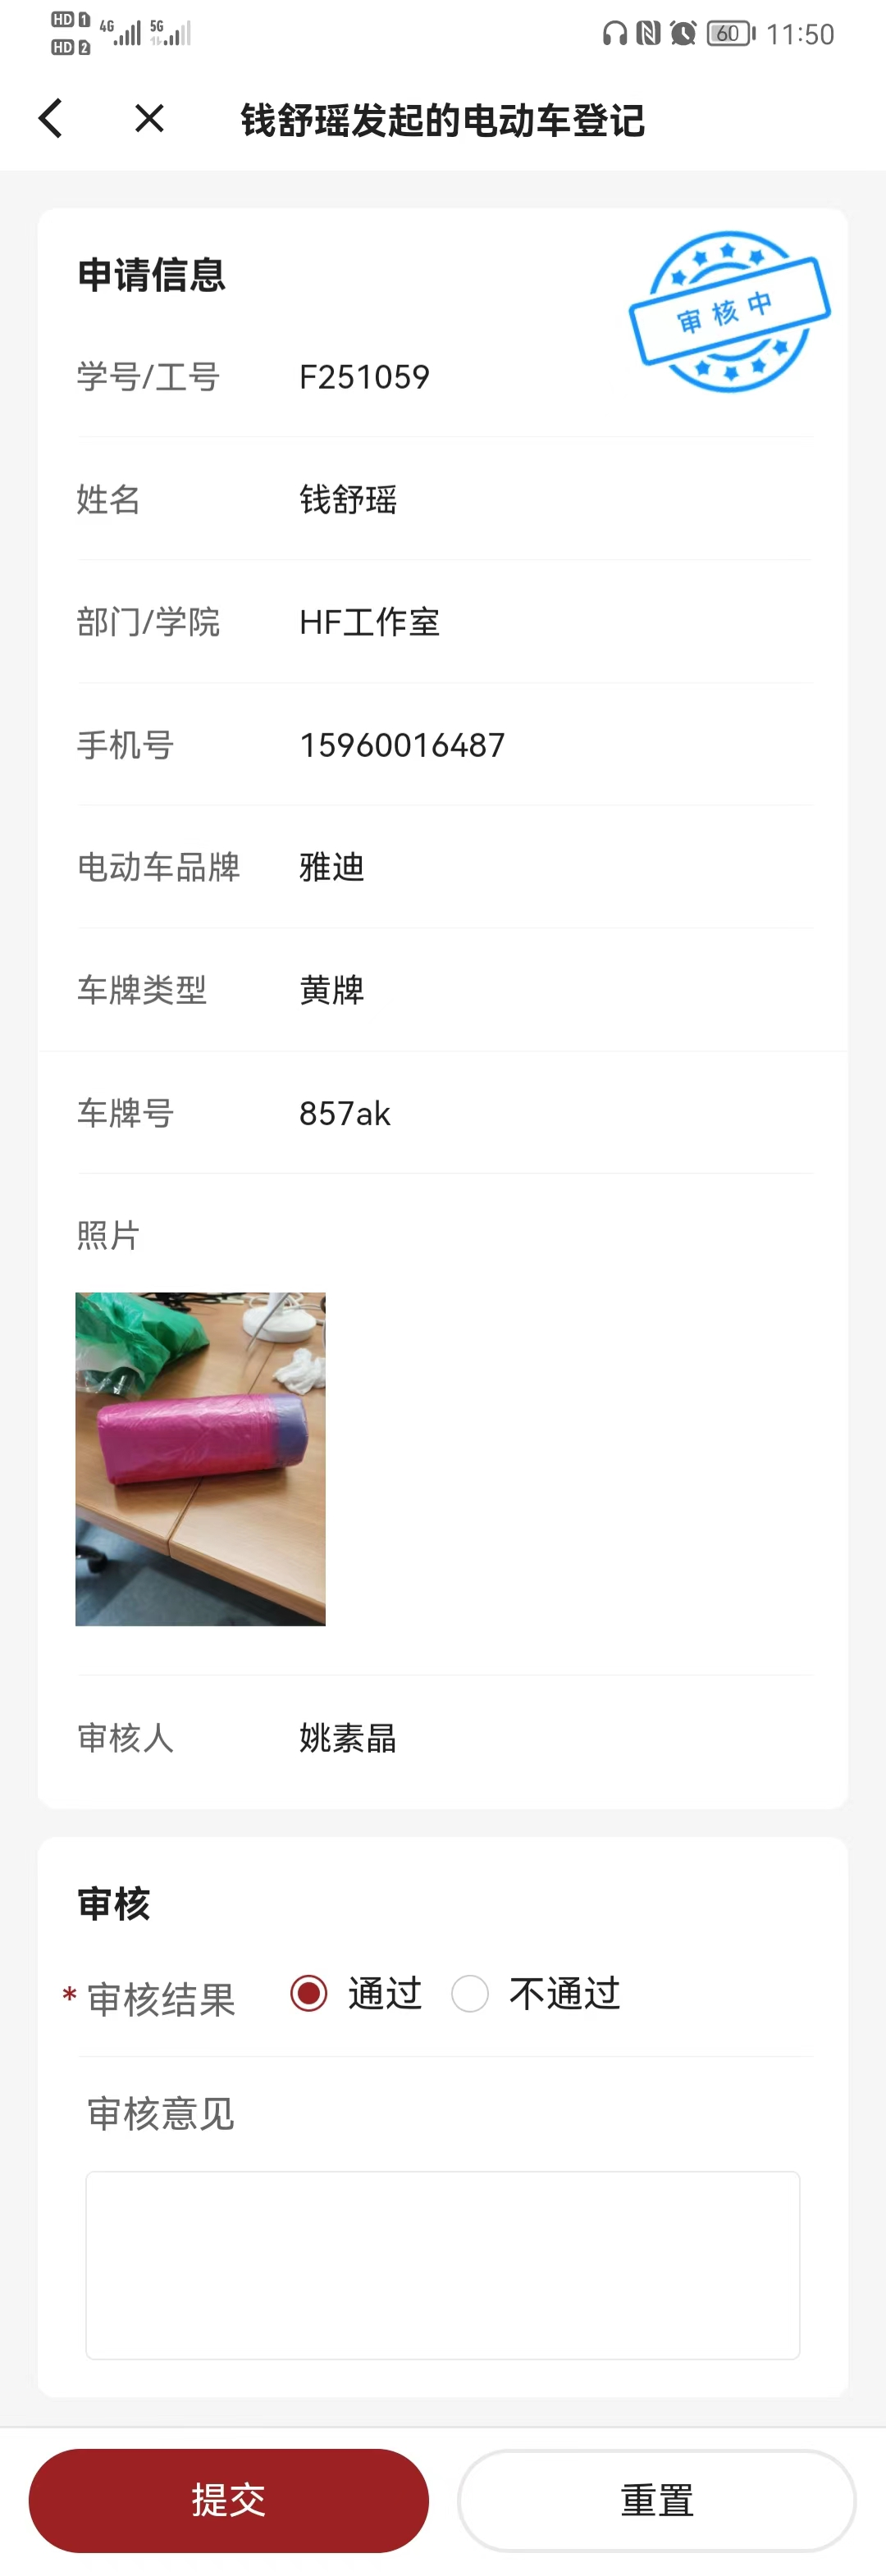 HD 1 4G 5G 60 11:50
HD 2
钱舒瑶发起的电动车登记
申请信息
审核中
学号/工号 F251059
姓名 钱舒瑶
部门/学院 HF工作室
手机号 15960016487
电动车品牌 雅迪
车牌类型 黄牌
车牌号 857ak
照片
审核人 姚素晶
审核
* 审核结果 通过 不通过
审核意见
提交 重置